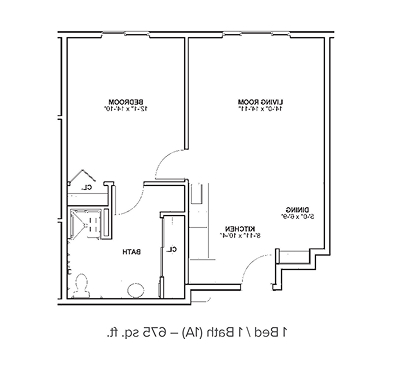 BEDROOM
12'-1" x 14'-10"
LIVING ROOM
14'-0" x 14'-11"
CL.
DINING
5'-0" x 6'-9"
KITCHEN
8'-11" x 10'-4"
BATH
CL.
1 Bed / 1 Bath (1A) – 675 sq. ft.